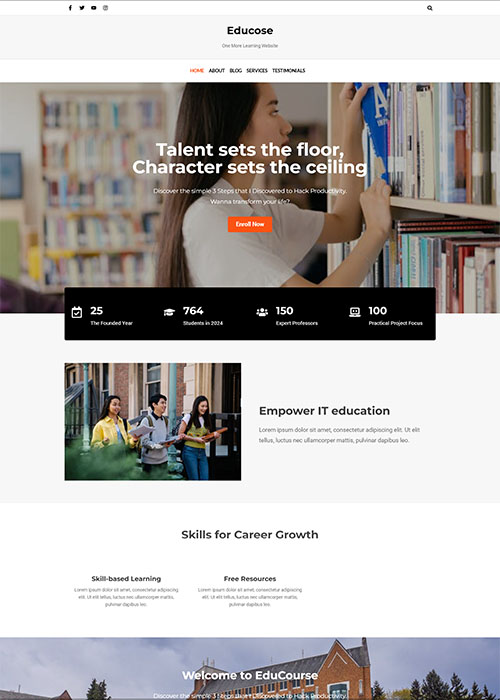 Educose
One More Learning Website
HOME ABOUT BLOG SERVICES TESTIMONIALS
Talent sets the floor,
Character sets the ceiling
Discover the simple 3 Steps that I Discovered to Hack Productivity.
Wanna transform your life?
Enroll Now
25
The Founded Year
764
Students in 2024
150
Expert Professors
100
Practical Project Focus
Empower IT education
Lorem ipsum dolor sit amet, consectetur adipiscing elit. Ut elit
tellus, luctus nec ullamcorper mattis, pulvinar dapibus leo.
Skills for Career Growth
Skill-based Learning
Lorem ipsum dolor sit amet, consectetur adipiscing
elit. Ut elit tellus, luctus nec ullamcorper mattis,
pulvinar dapibus leo.
Free Resources
Lorem ipsum dolor sit amet, consectetur adipiscing
elit. Ut elit tellus, luctus nec ullamcorper mattis,
pulvinar dapibus leo.
Welcome to EduCourse
Discover the simple 3 Steps that I Discovered to Hack Productivity.